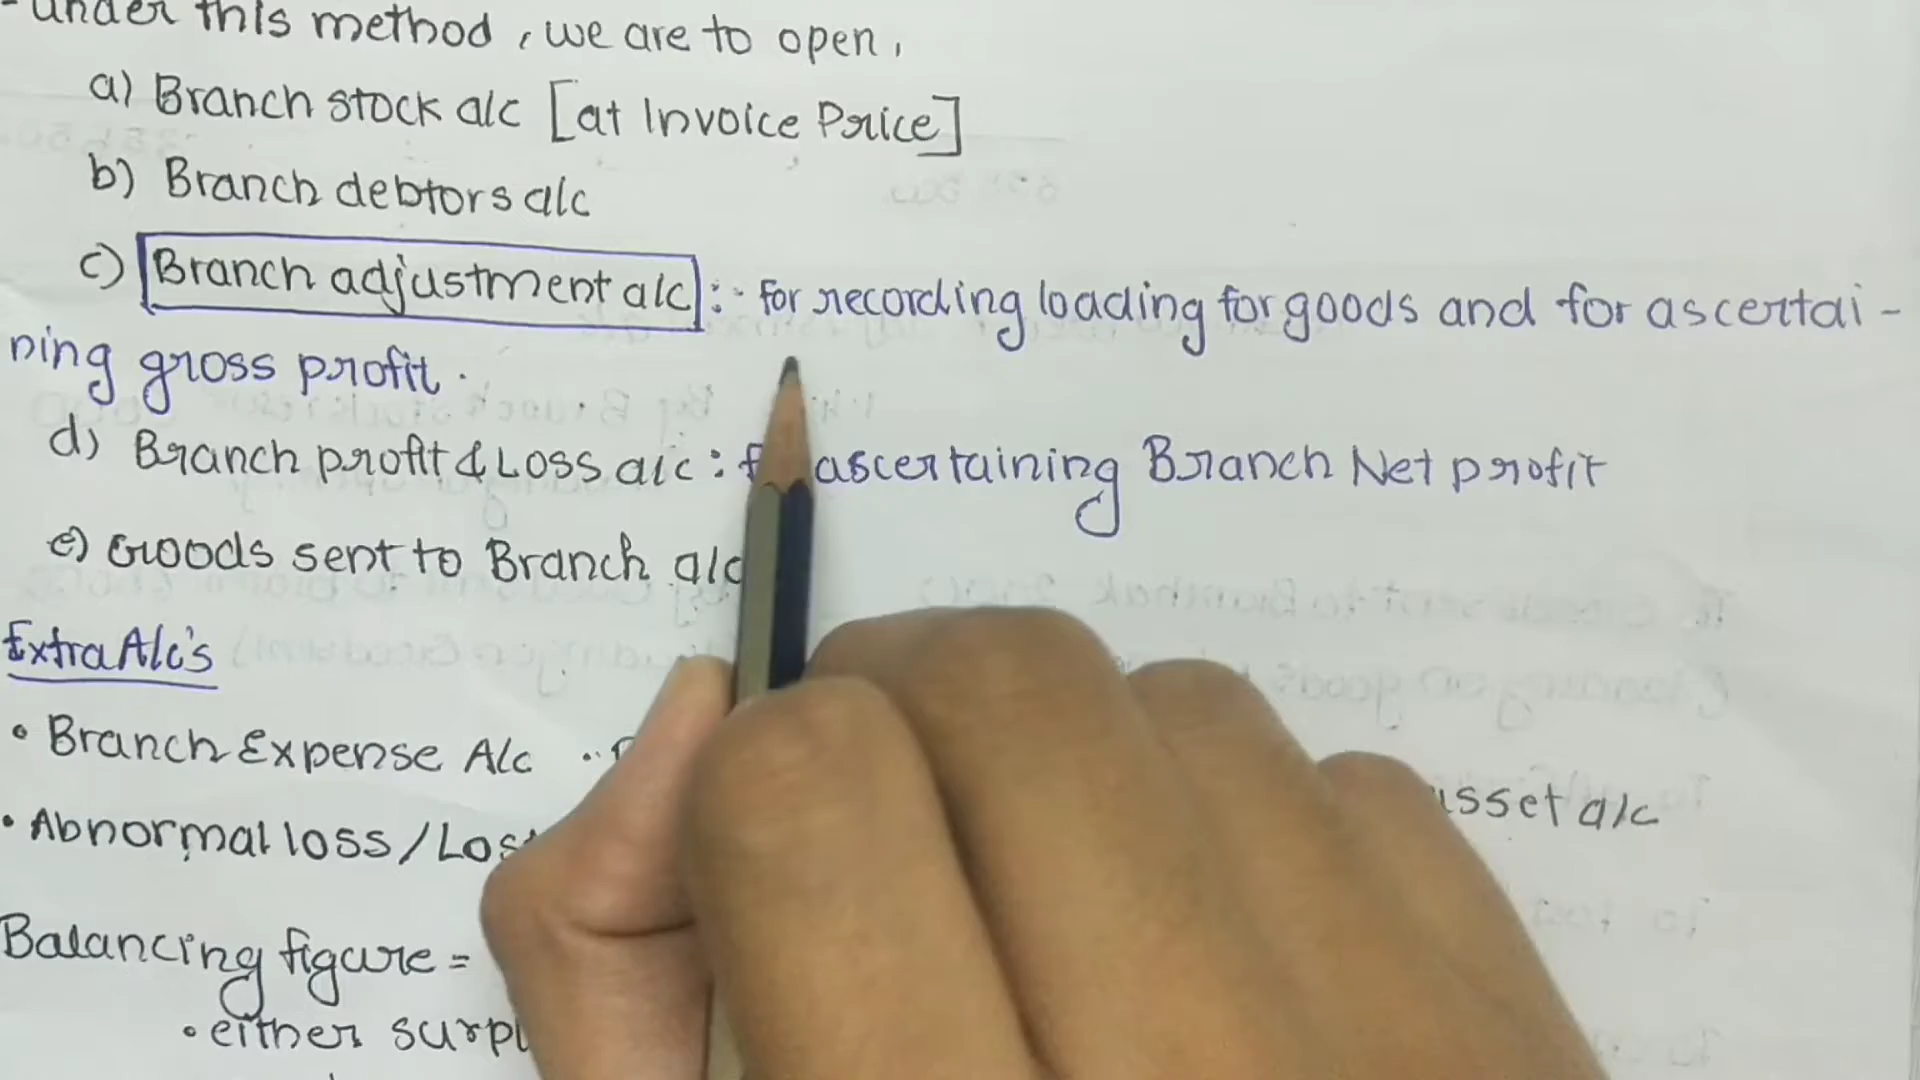 - under this method, we are to open,
a) Branch stock a/c [at Invoice Price]
b) Branch debtors a/c
c) Branch adjustment a/c :- for recording loading for goods and for ascertai -
ning gross profit.
d) Branch profit & Loss a/c : ascertaining Branch Net profit
e) Goods sent to Branch a/c
Extra A/c's
• Branch Expense A/c
• Abnormal loss / asset a/c
Balancing figure =
• either